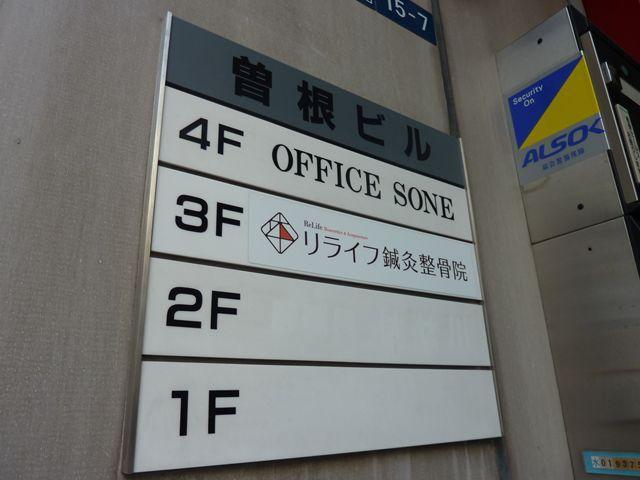 15-7
曽根ビル
4F OFFICE SONE
3F ReLife
リライフ鍼灸整骨院
2F
1F
Security
On
ALSOK